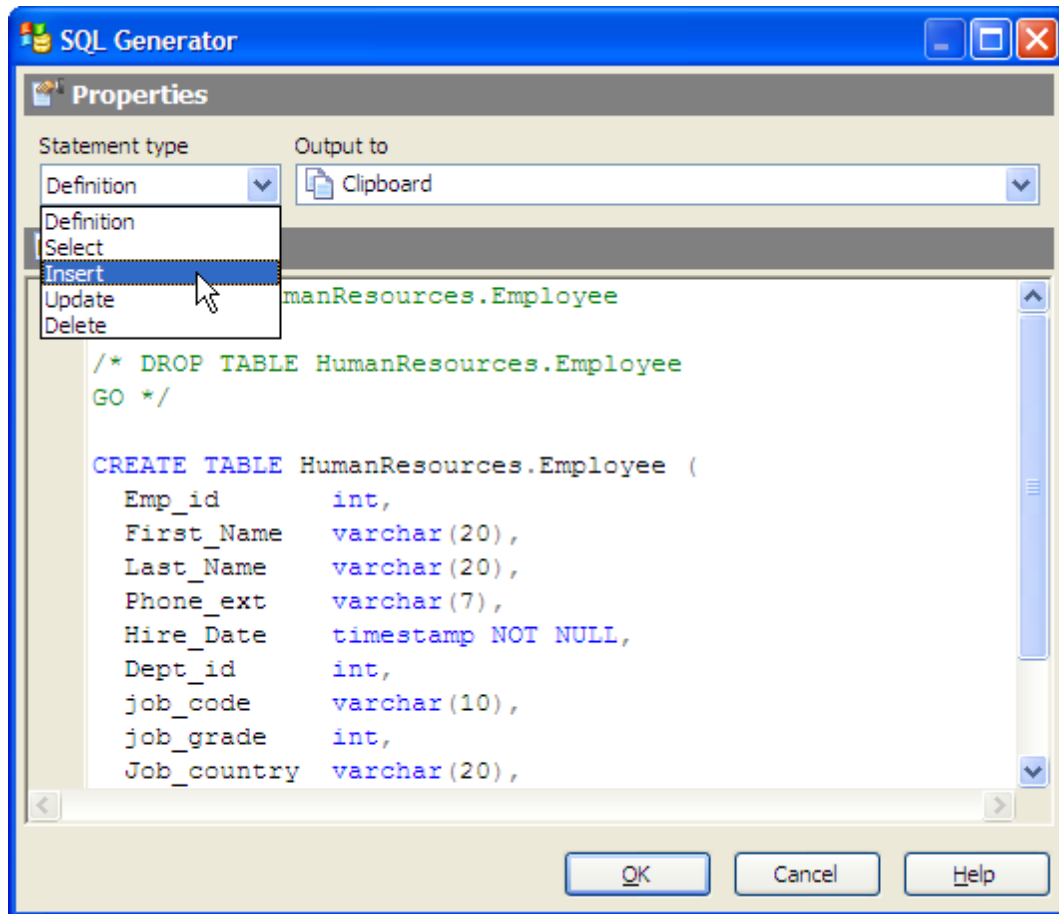 SQL Generator
Properties
Statement type Output to
Definition Clipboard
Definition
Select
Insert
Update
Delete
manResources.Employee
/* DROP TABLE HumanResources.Employee
GO */
CREATE TABLE HumanResources.Employee (
Emp_id int,
First_Name varchar(20),
Last_Name varchar(20),
Phone_ext varchar(7),
Hire_Date timestamp NOT NULL,
Dept_id int,
job_code varchar(10),
job_grade int,
Job_country varchar(20),
OK Cancel Help